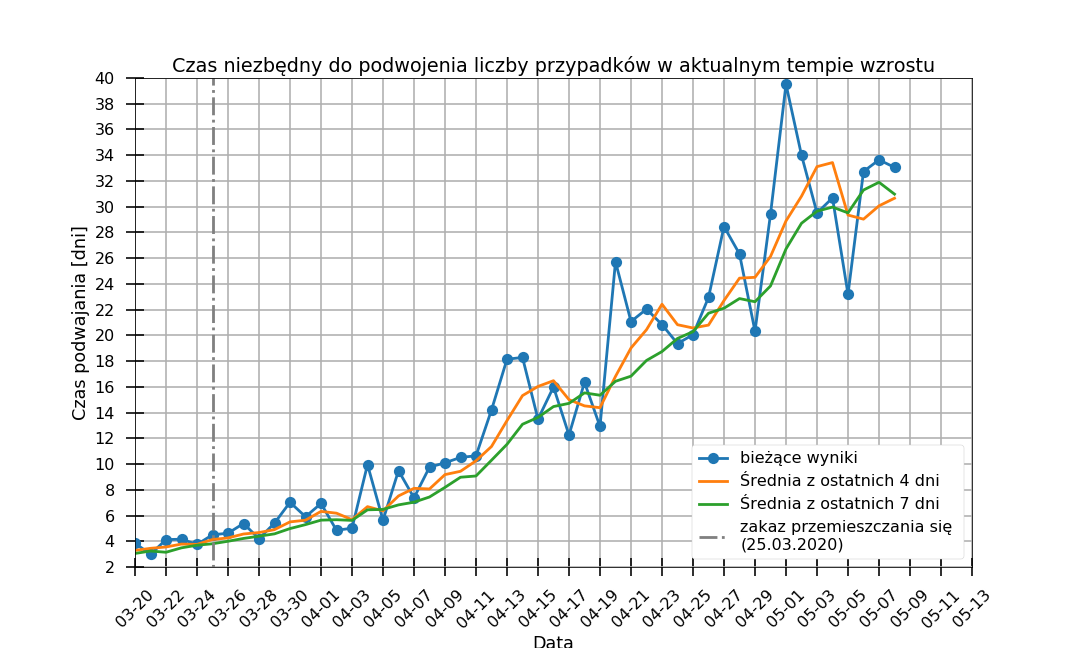 Czas niezbędny do podwojenia liczby przypadków w aktualnym tempie wzrostu
40
38
36
34
32
30
28
26
24
22
20
18
16
14
12
10
8
6
4
2
Czas podwajania [dni]
bieżące wyniki
Średnia z ostatnich 4 dni
Średnia z ostatnich 7 dni
zakaz przemieszczania się
(25.03.2020)
03-20 03-22 03-24 03-26 03-28 03-30 04-01 04-03 04-05 04-07 04-09 04-11 04-13 04-15 04-17 04-19 04-21 04-23 04-25 04-27 04-29 05-01 05-03 05-05 05-07 05-09 05-11 05-13
Data